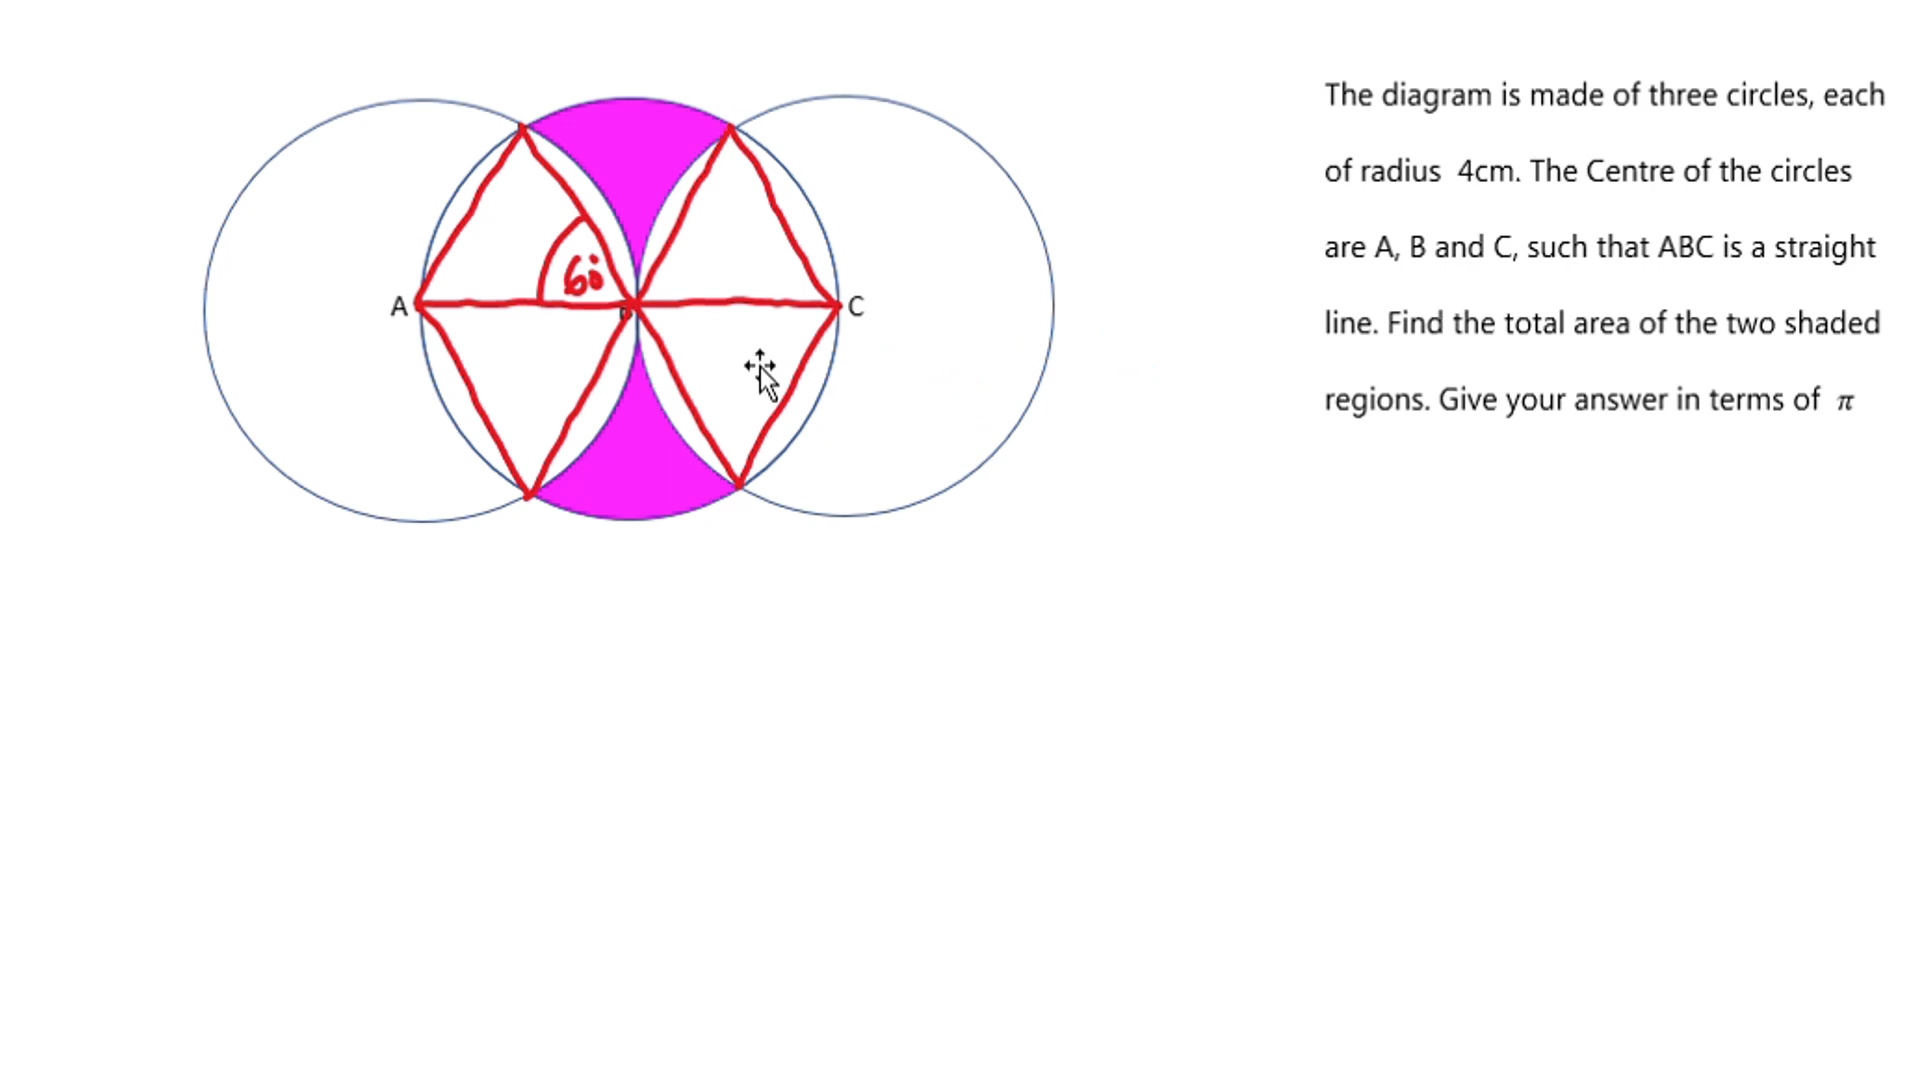 The diagram is made of three circles, each
of radius 4cm. The Centre of the circles
are A, B and C, such that ABC is a straight
line. Find the total area of the two shaded
regions. Give your answer in terms of π
60°
A
C